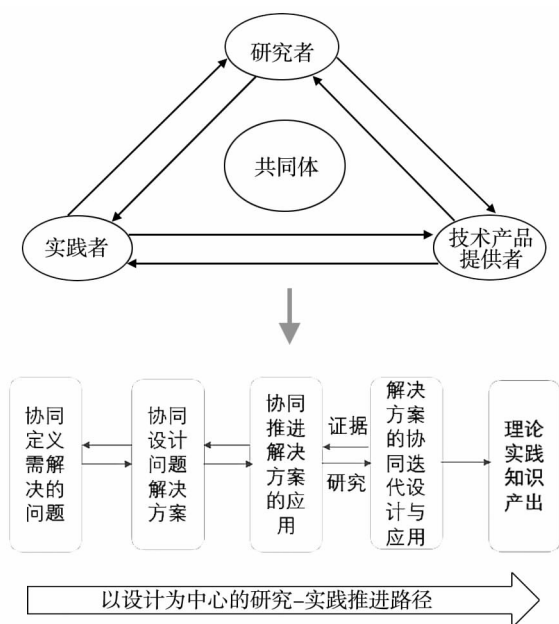 研究者
共同体
实践者
技术产品
提供者
协同
定义
需解
决的
问题
协同
设计
问题
解决
方案
协同
推进
解决
方案
的应
用
证据
研究
解决
方案
的协
同迭
代设
计与
应用
理论
实践
知识
产出
以设计为中心的研究–实践推进路径